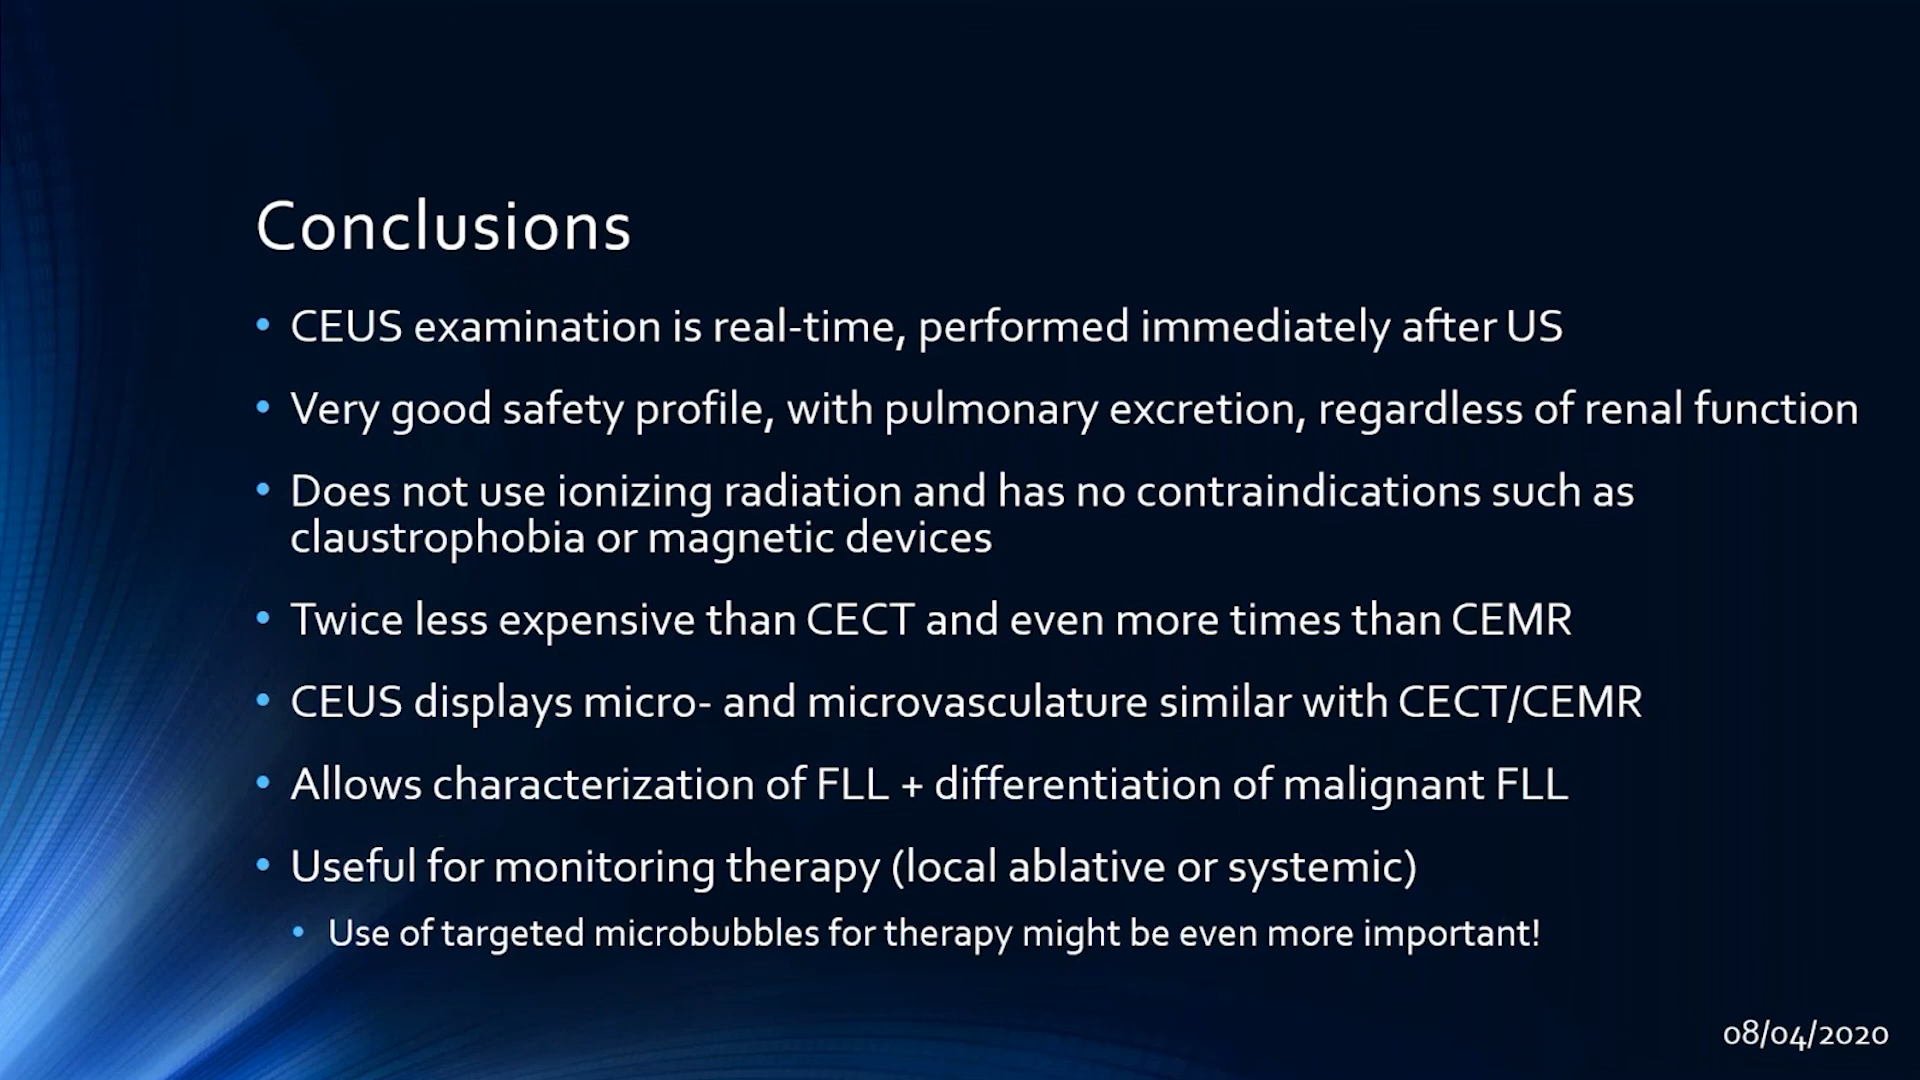 Conclusions
• CEUS examination is real-time, performed immediately after US
• Very good safety profile, with pulmonary excretion, regardless of renal function
• Does not use ionizing radiation and has no contraindications such as
claustrophobia or magnetic devices
• Twice less expensive than CECT and even more times than CEMR
• CEUS displays micro- and microvasculature similar with CECT/CEMR
• Allows characterization of FLL + differentiation of malignant FLL
• Useful for monitoring therapy (local ablative or systemic)
• Use of targeted microbubbles for therapy might be even more important!
08/04/2020